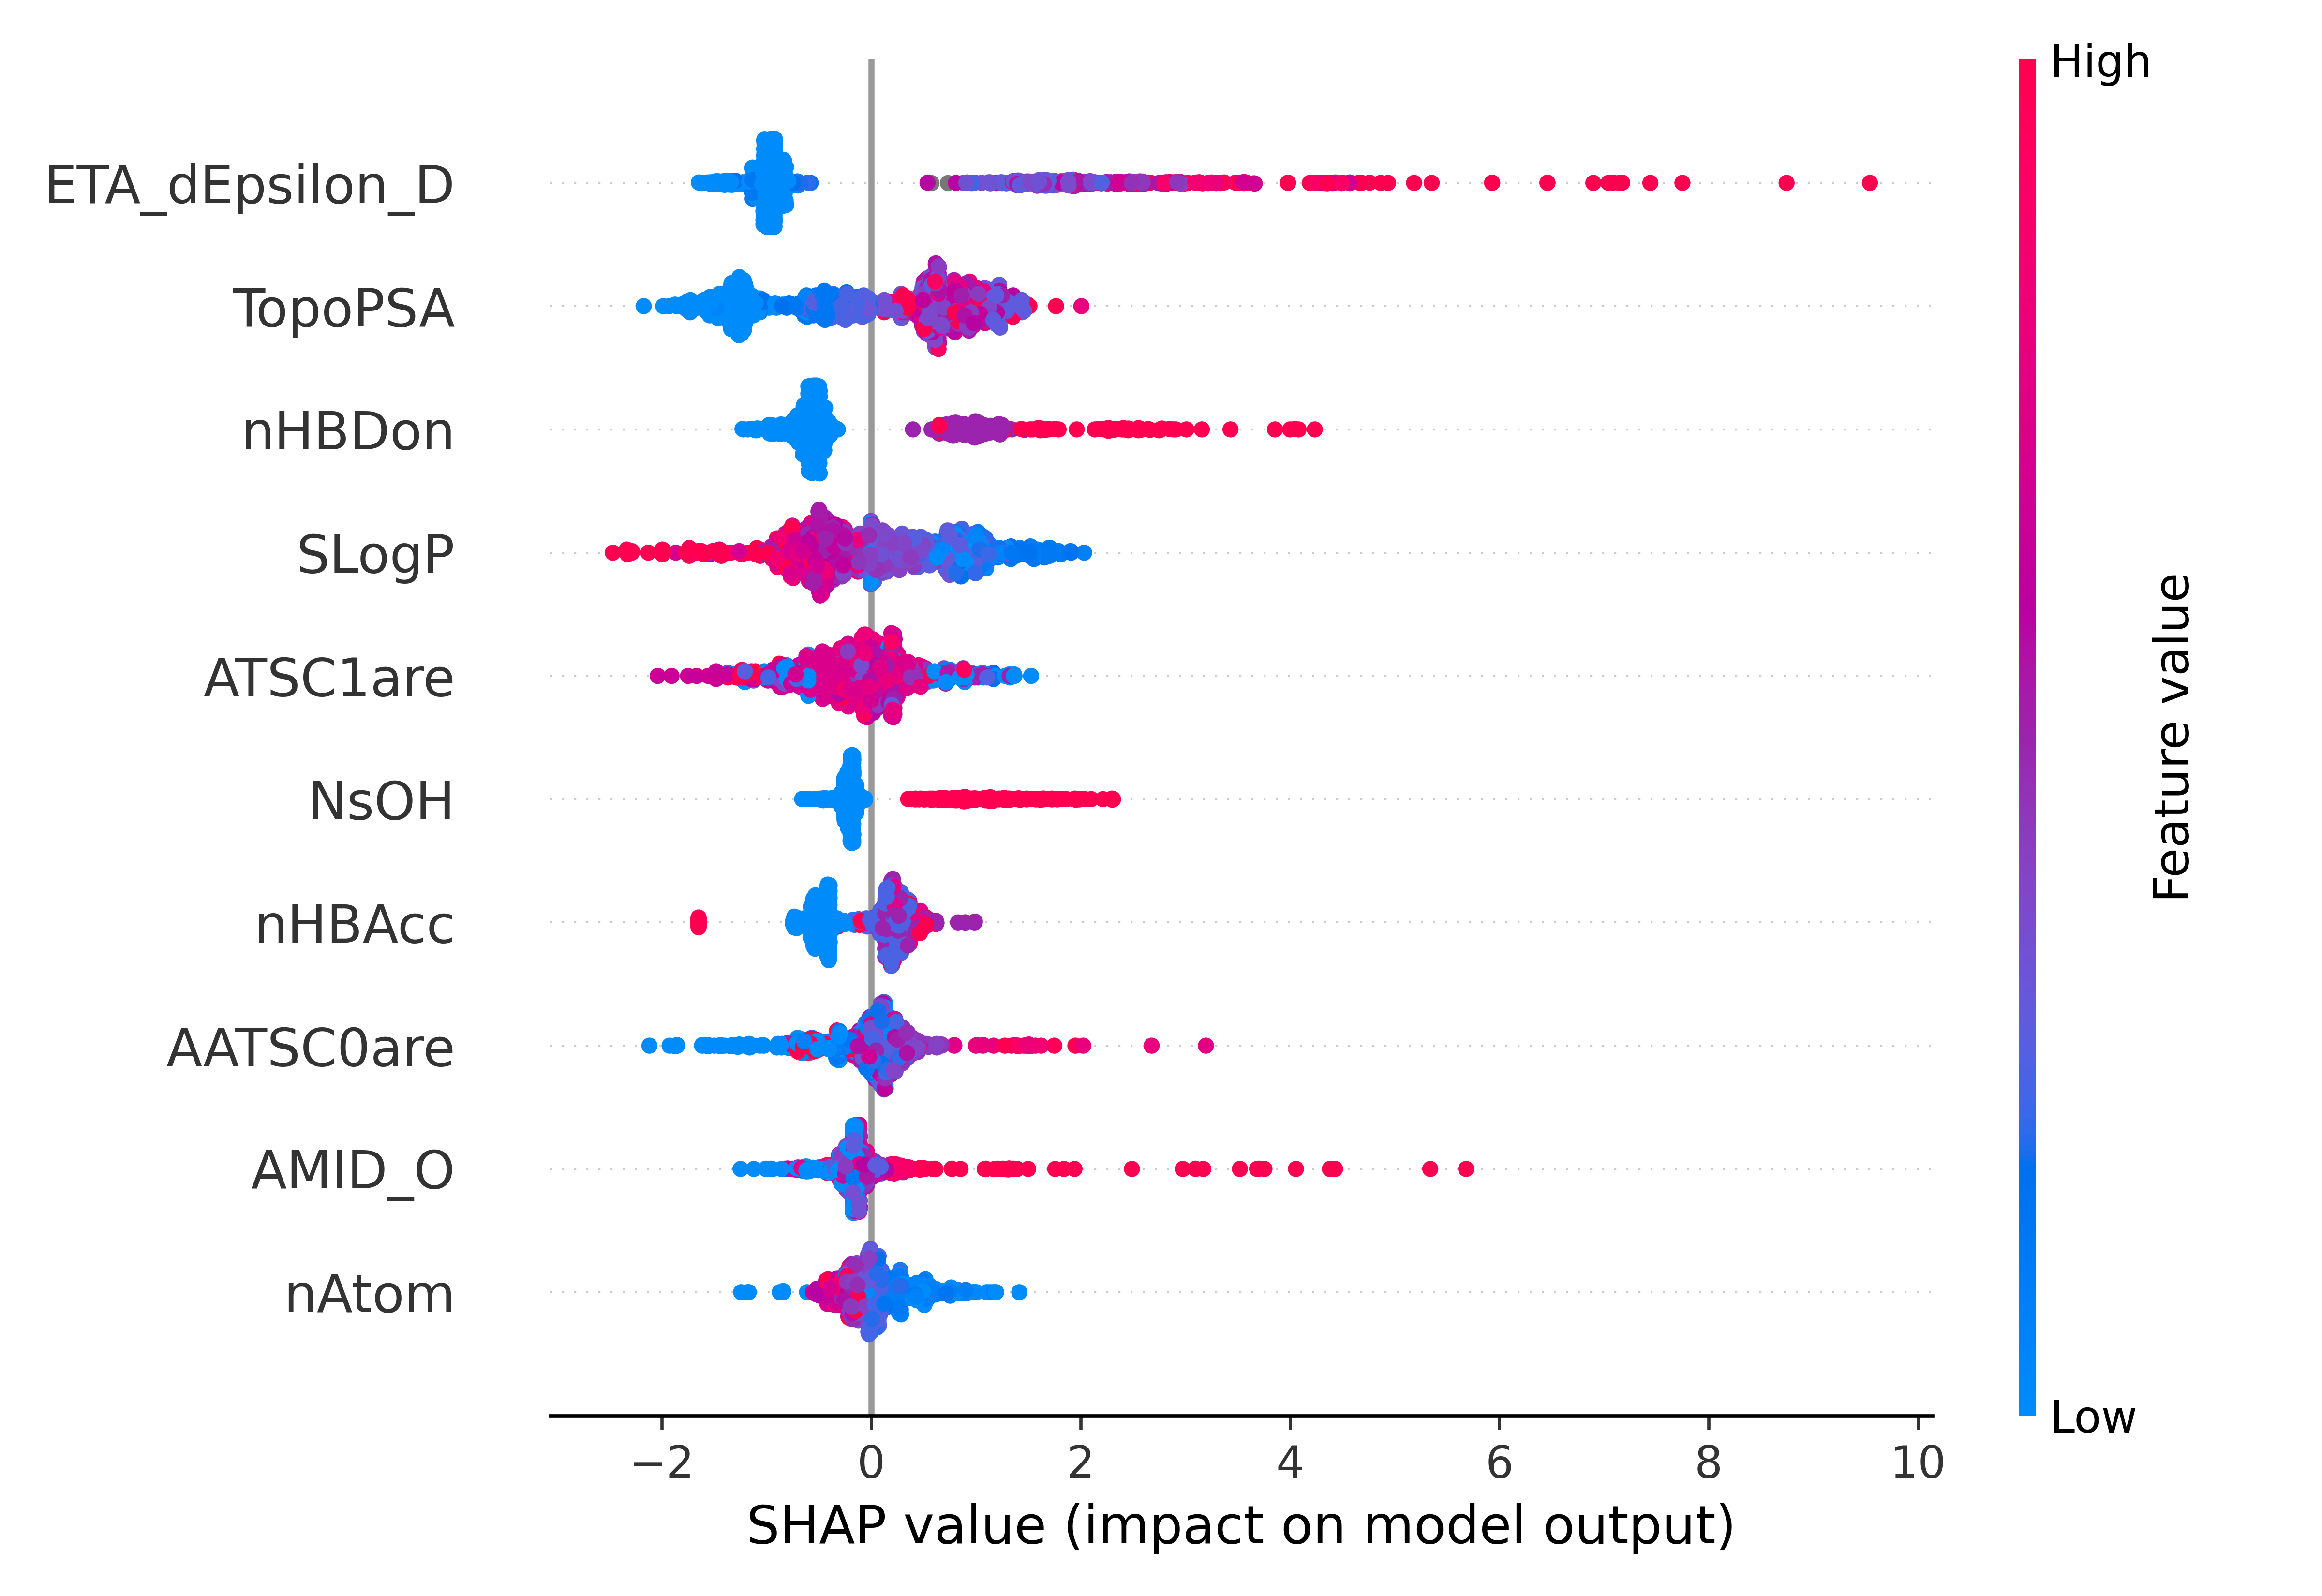 High
ETA_dEpsilon_D
TopoPSA
nHBDon
SLogP
ATSC1are
NsOH
nHBAcc
AATSC0are
AMID_O
nAtom
Feature value
Low
−2 0 2 4 6 8 10
SHAP value (impact on model output)